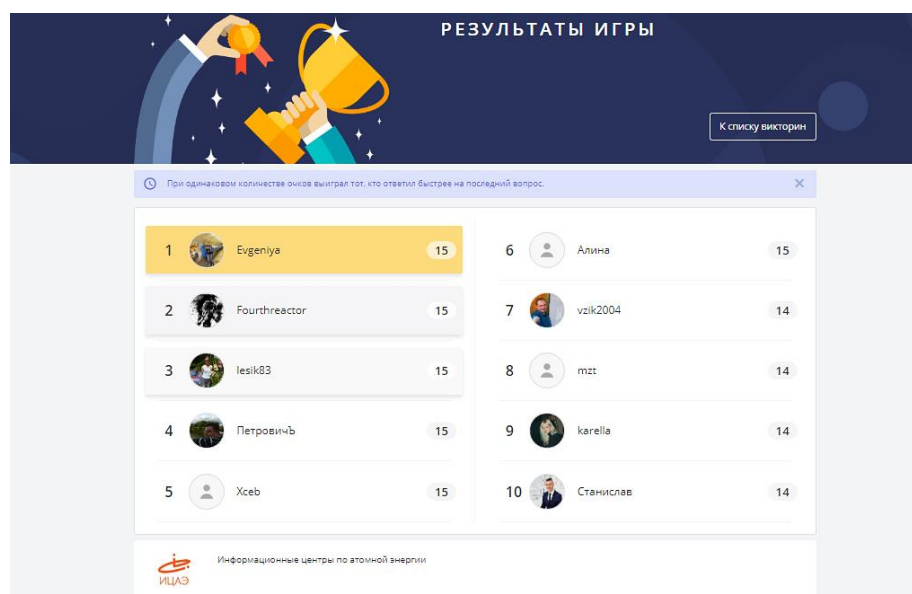 РЕЗУЛЬТАТЫ ИГРЫ
К списку викторин
При одинаковом количестве очков выиграл тот, кто ответил быстрее на последний вопрос.
1 Evgeniya 15
2 Fourthreactor 15
3 lesik83 15
4 ПетровичЪ 15
5 Xceb 15
6 Алина 15
7 vzik2004 14
8 mzt 14
9 karella 14
10 Станислав 14
ИЦАЭ
Информационные центры по атомной энергии